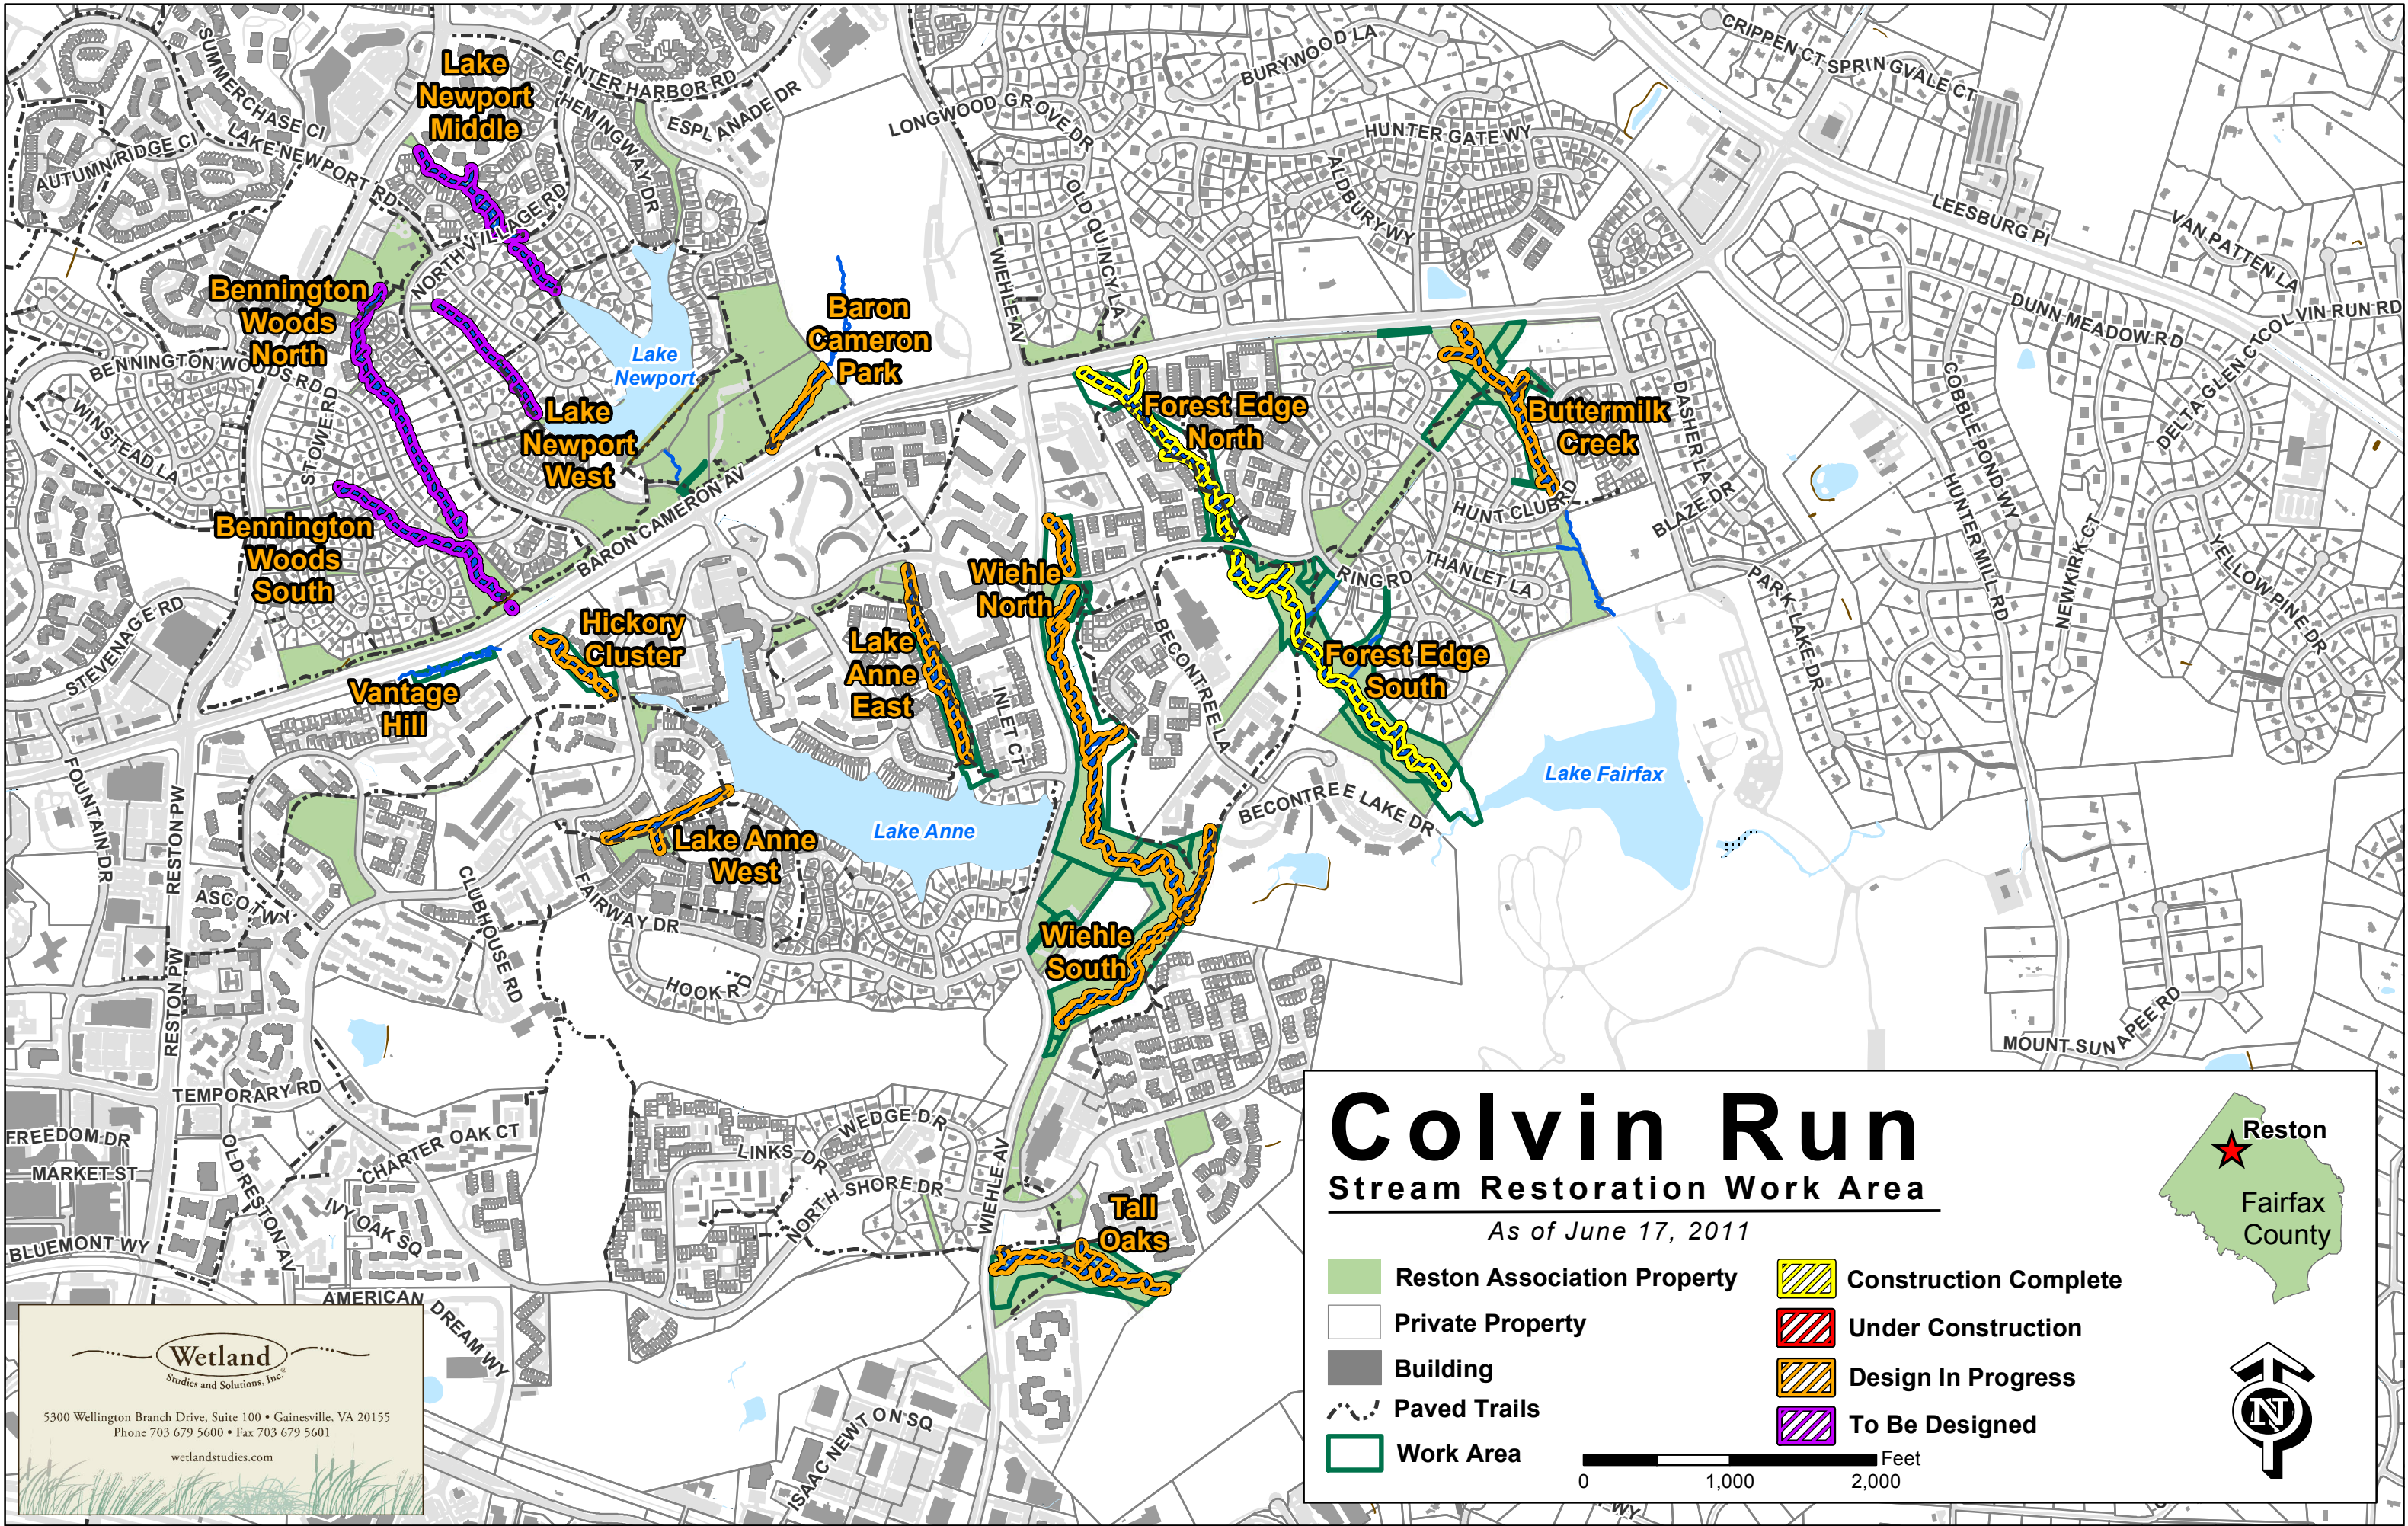 SUMMERCHASE CI
Lake
Newport
Middle
CENTER HARBOR RD
HEMINGWAY DR
ESPLANADE DR
LAKE NEWPORT RD
AUTUMN RIDGE CI
NORTH VILLAGE RD
LONGWOOD GROVE DR
BURYWOOD LA
CRIPPEN CT
SPRINGVALE CT
HUNTER GATE WY
ALDBURY WY
OLD QUINCY LA
WIEHLE AV
LEESBURG PI
VAN PATTEN LA
COLVIN RUN RD
DUNN MEADOW RD
DELTA GLEN CT
COBBLE POND WY
Bennington
Woods
North
BENNINGTON WOODS RD
WINSTEAD LA
STOWE RD
Lake
Newport
Baron
Cameron
Park
Lake
Newport
West
Forest Edge
North
Buttermilk
Creek
DASHER LA
BLAZE DR
HUNT CLUB RD
THANLET LA
RING RD
HUNTER MILL RD
NEWKIRK CT
YELLOW PINE DR
PARK LAKE DR
BARON CAMERON AV
Bennington
Woods
South
STEVENAGE RD
Wiehle
North
Hickory
Cluster
Lake
Anne
East
INLET CT
BECONTREE LA
Forest Edge
South
Vantage
Hill
Lake Fairfax
BECONTREE LAKE DR
Lake Anne
Lake Anne
West
FOUNTAIN DR
RESTON PW
ASCOT WY
CLUBHOUSE RD
FAIRWAY DR
HOOK RD
Wiehle
South
RESTON PW
MOUNT SUNAPEE RD
TEMPORARY RD
FREEDOM DR
MARKET ST
BLUEMONT WY
OLD RESTON AV
CHARTER OAK CT
IVY OAK SQ
AMERICAN DREAM WY
WEDGE DR
LINKS DR
NORTH SHORE DR
WIEHLE AV
Tall
Oaks
ISAAC NEWTON SQ
WY
Colvin Run
Stream Restoration Work Area
As of June 17, 2011
Reston Association Property
Private Property
Building
Paved Trails
Work Area
Construction Complete
Under Construction
Design In Progress
To Be Designed
Feet
0 1,000 2,000
Reston
Fairfax
County
N
Wetland
Studies and Solutions, Inc.®
5300 Wellington Branch Drive, Suite 100 • Gainesville, VA 20155
Phone 703 679 5600 • Fax 703 679 5601
wetlandstudies.com